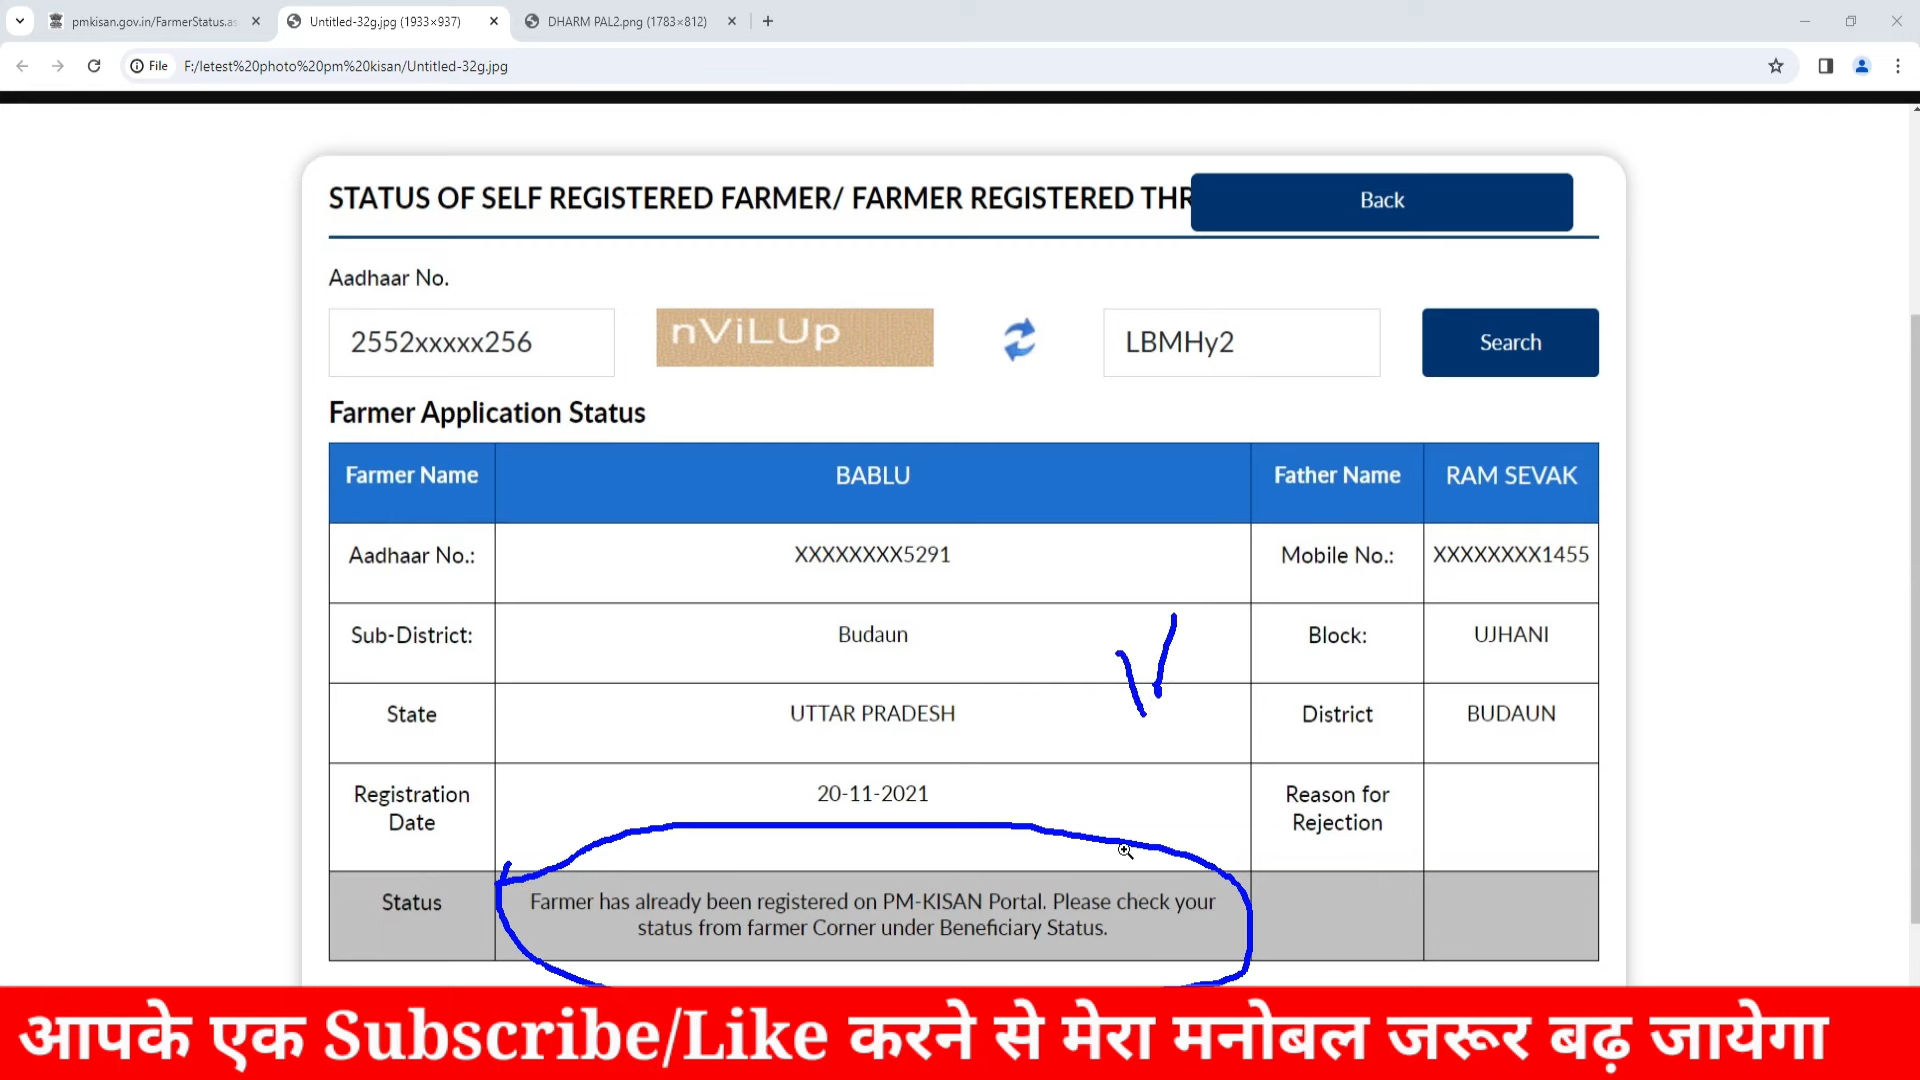 pmkisan.gov.in/FarmerStatus.as
Untitled-32g.jpg (1933×937)
DHARM PAL2.png (1783×812)
File F:/letest%20photo%20pm%20kisan/Untitled-32g.jpg
STATUS OF SELF REGISTERED FARMER/ FARMER REGISTERED THR
Back
Aadhaar No.
2552xxxxx256 nViLUp LBMHy2 Search
Farmer Application Status
Farmer Name BABLU Father Name RAM SEVAK
Aadhaar No.: XXXXXXXX5291 Mobile No.: XXXXXXXX1455
Sub-District: Budaun Block: UJHANI
State UTTAR PRADESH District BUDAUN
Registration Date 20-11-2021 Reason for Rejection
Status Farmer has already been registered on PM-KISAN Portal. Please check your
status from farmer Corner under Beneficiary Status.
आपके एक Subscribe/Like करने से मेरा मनोबल जरूर बढ़ जायेगा